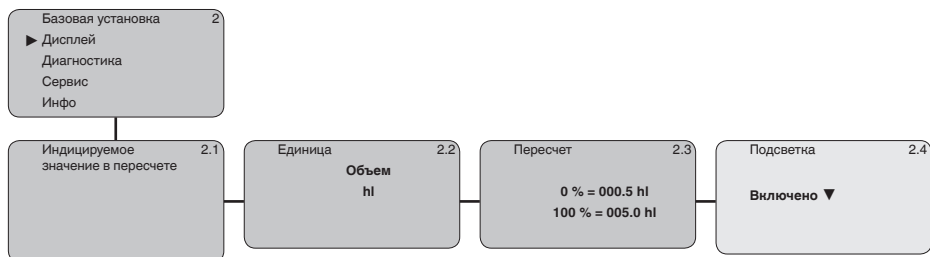 Базовая установка 2
▶ Дисплей
Диагностика
Сервис
Инфо
Индицируемое 2.1
значение в пересчете
Единица 2.2
Объем
hl
Пересчет 2.3
0 % = 000.5 hl
100 % = 005.0 hl
Подсветка 2.4
Включено ▼